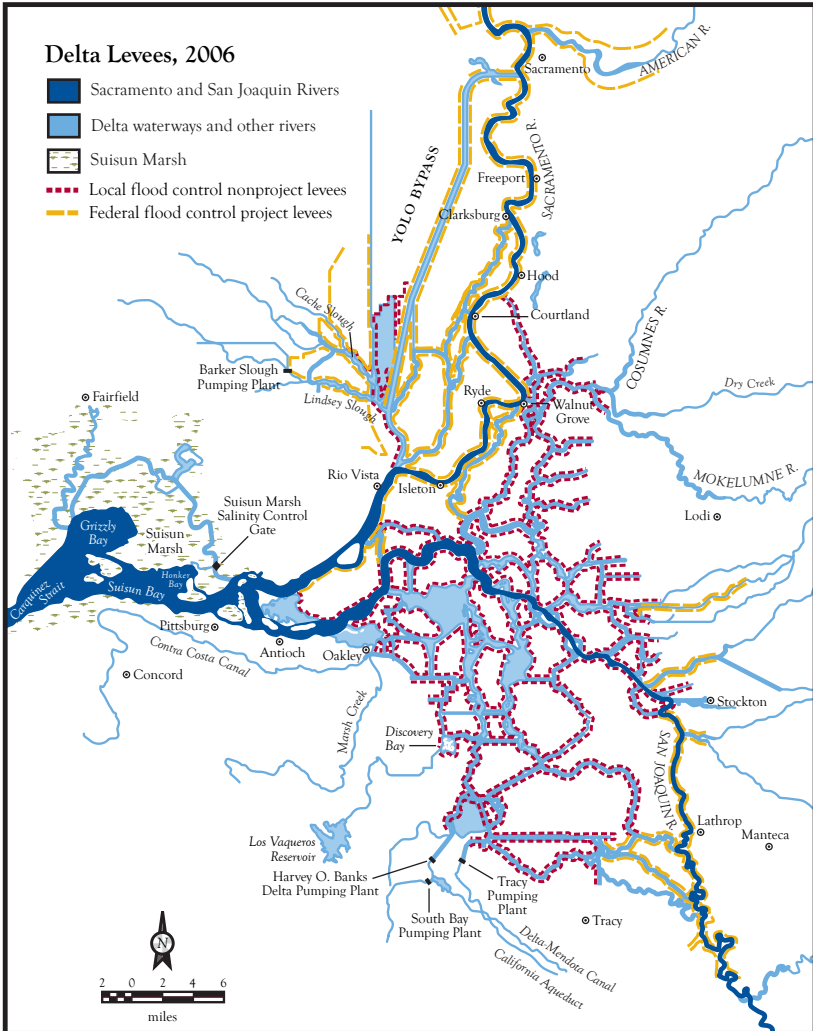 Delta Levees, 2006
Sacramento and San Joaquin Rivers
Delta waterways and other rivers
Suisun Marsh
Local flood control nonproject levees
Federal flood control project levees
Sacramento
AMERICAN R.
SACRAMENTO R.
YOLO BYPASS
Freeport
Clarksburg
Hood
Courtland
Cache Slough
COSUMNES R.
Barker Slough
Pumping Plant
Lindsey Slough
Ryde
Walnut
Grove
Dry Creek
Fairfield
MOKELUMNE R.
Rio Vista
Isleton
Lodi
Suisun Marsh
Salinity Control
Gate
Grizzly
Bay
Suisun
Marsh
Honker
Bay
Suisun Bay
Carquinez
Strait
Pittsburg
Antioch
Oakley
Contra Costa Canal
Concord
Stockton
Marsh Creek
Discovery
Bay
SAN JOAQUIN R.
Lathrop
Manteca
Los Vaqueros
Reservoir
Harvey O. Banks
Delta Pumping Plant
Tracy
Pumping
Plant
South Bay
Pumping Plant
Tracy
Delta-Mendota Canal
California Aqueduct
N
2 0 2 4 6
miles